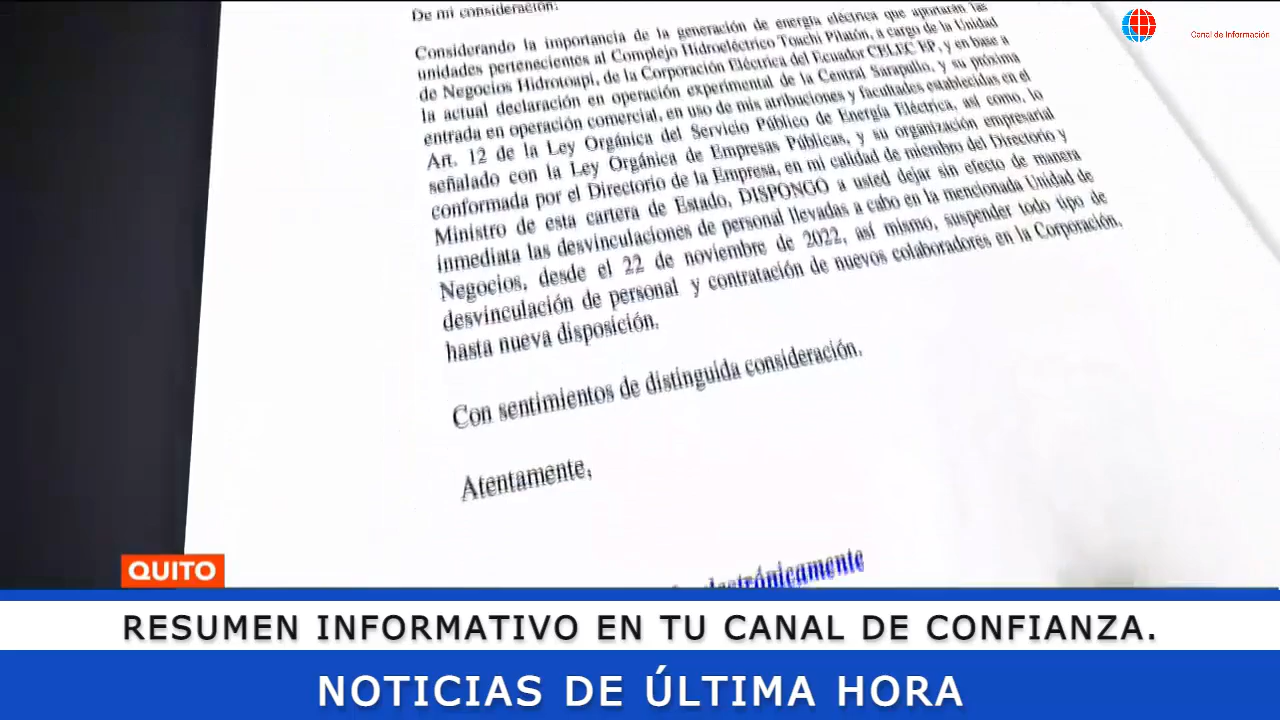 Canal de Información
De mi consideración:
Considerando la importancia de la generación de energía eléctrica que aportarán las
unidades pertenecientes al Complejo Hidroeléctrico Toachi Pilatón, a cargo de la Unidad
de Negocios Hidrotoapi, de la Corporación Eléctrica del Ecuador CELEC EP, y en base a
la actual declaración en operación experimental de la Central Sarapullo, y su próxima
entrada en operación comercial, en uso de mis atribuciones y facultades establecidas en el
Art. 12 de la Ley Orgánica del Servicio Público de Energía Eléctrica, así como, lo
señalado con la Ley Orgánica de Empresas Públicas, y su organización empresarial
conformada por el Directorio de la Empresa, en mi calidad de miembro del Directorio y
Ministro de esta cartera de Estado, DISPONGO a usted dejar sin efecto de manera
inmediata las desvinculaciones de personal llevadas a cabo en la mencionada Unidad de
Negocios, desde el 22 de noviembre de 2022, así mismo, suspender todo tipo de
desvinculación de personal y contratación de nuevos colaboradores en la Corporación,
hasta nueva disposición.
Con sentimientos de distinguida consideración.
Atentamente,
electrónicamente
QUITO
RESUMEN INFORMATIVO EN TU CANAL DE CONFIANZA.
NOTICIAS DE ÚLTIMA HORA